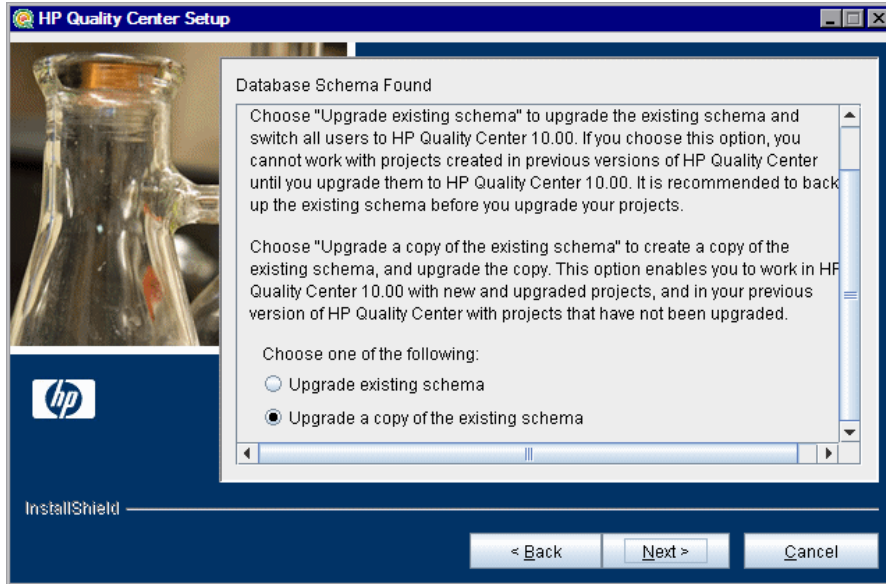 HP Quality Center Setup
Database Schema Found
Choose "Upgrade existing schema" to upgrade the existing schema and
switch all users to HP Quality Center 10.00. If you choose this option, you
cannot work with projects created in previous versions of HP Quality Center
until you upgrade them to HP Quality Center 10.00. It is recommended to back
up the existing schema before you upgrade your projects.
Choose "Upgrade a copy of the existing schema" to create a copy of the
existing schema, and upgrade the copy. This option enables you to work in HP
Quality Center 10.00 with new and upgraded projects, and in your previous
version of HP Quality Center with projects that have not been upgraded.
Choose one of the following:
Upgrade existing schema
Upgrade a copy of the existing schema
hp
InstallShield
< Back
Next >
Cancel